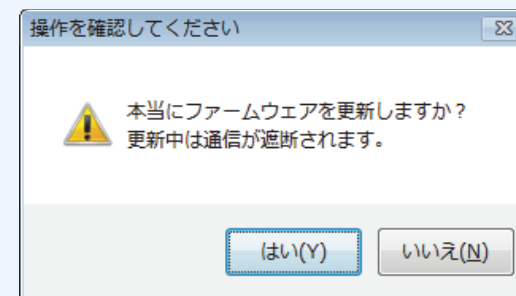 操作を確認してください
本当にファームウェアを更新しますか？
更新中は通信が遮断されます。
はい(Y)
いいえ(N)